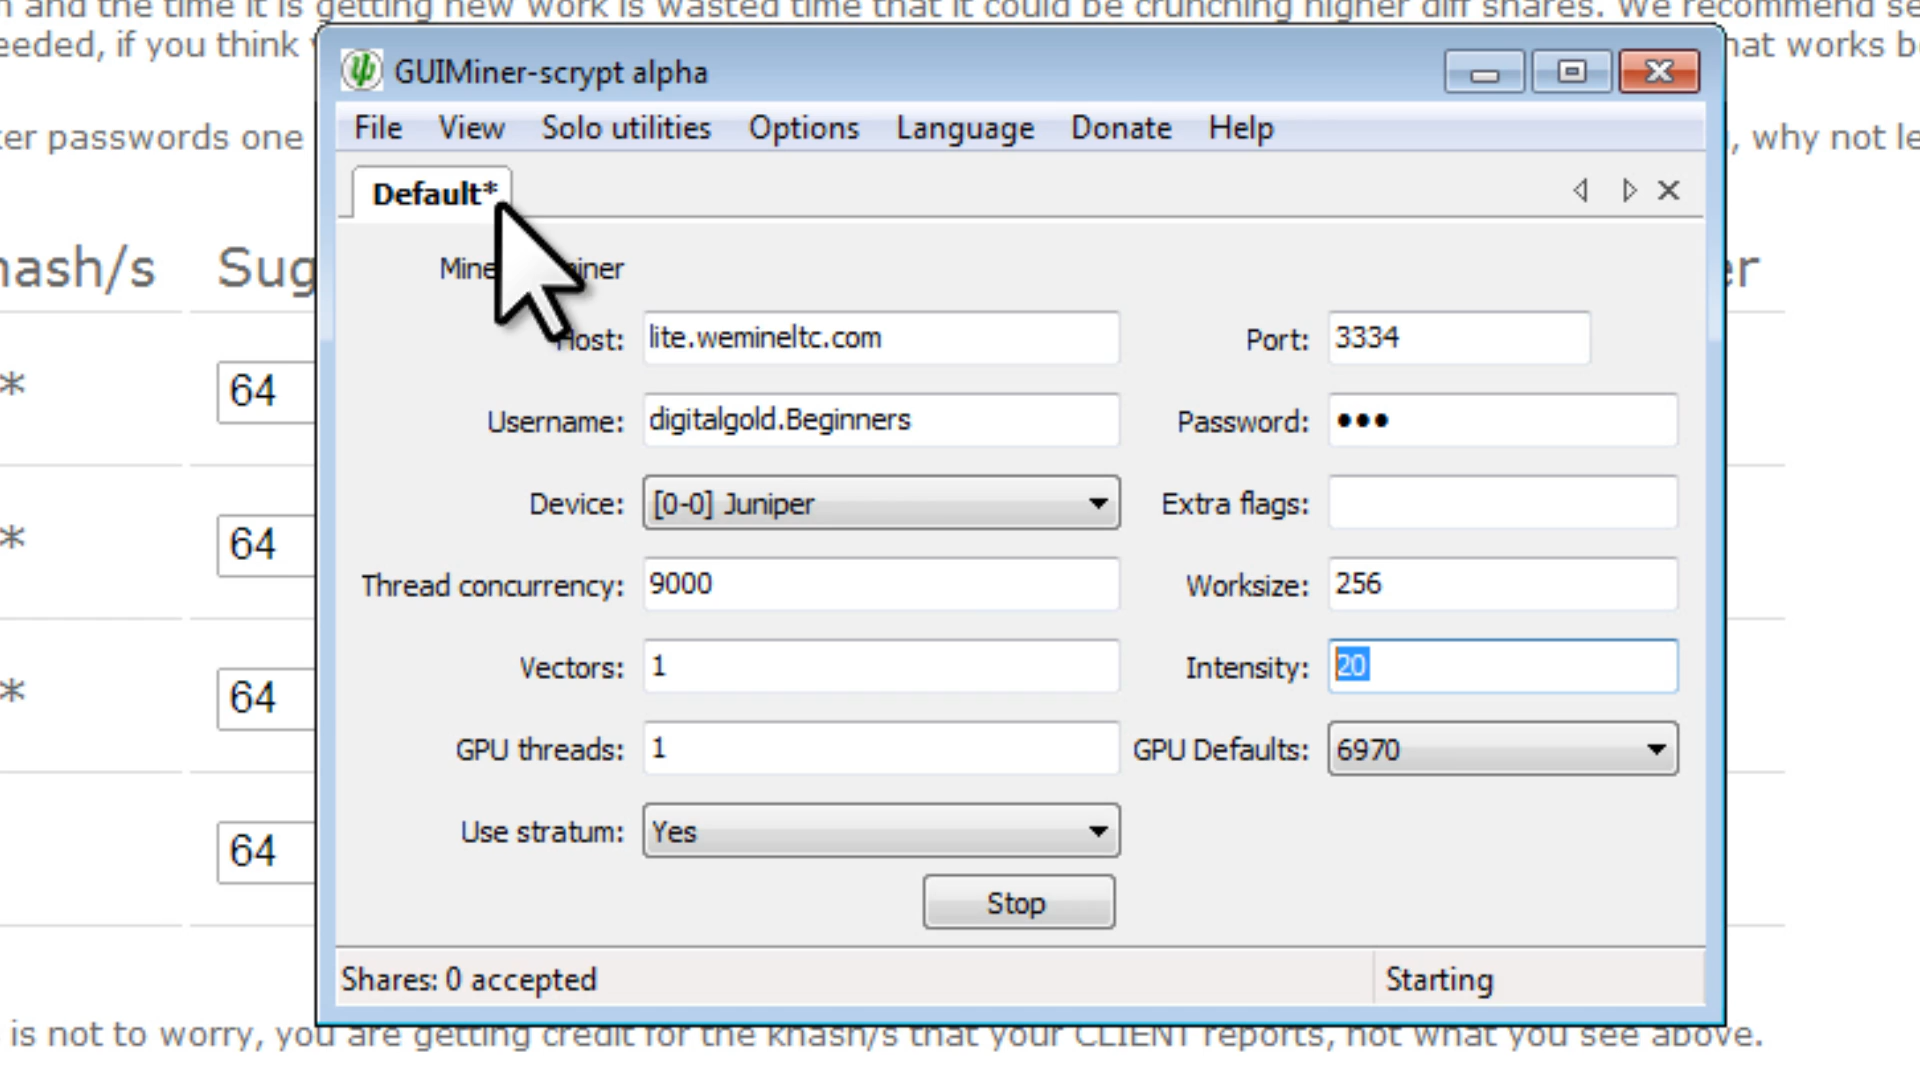 and the time it is getting new work is wasted time that it could be crunching higher diff shares. We recommend se
eeded, if you think
hat works b
GUIMiner-scrypt alpha
File View Solo utilities Options Language Donate Help
er passwords one
, why not le
Default*
hash/s Sug
er
Host: lite.wemineltc.com Port: 3334
Username: digitalgold.Beginners Password: •••
* 64
Device: [0-0] Juniper Extra flags:
* 64
Thread concurrency: 9000 Worksize: 256
Vectors: 1 Intensity: 20
* 64
GPU threads: 1 GPU Defaults: 6970
Use stratum: Yes
64
Stop
Shares: 0 accepted Starting
is not to worry, you are getting credit for the khash/s that your CLIENT reports, not what you see above.